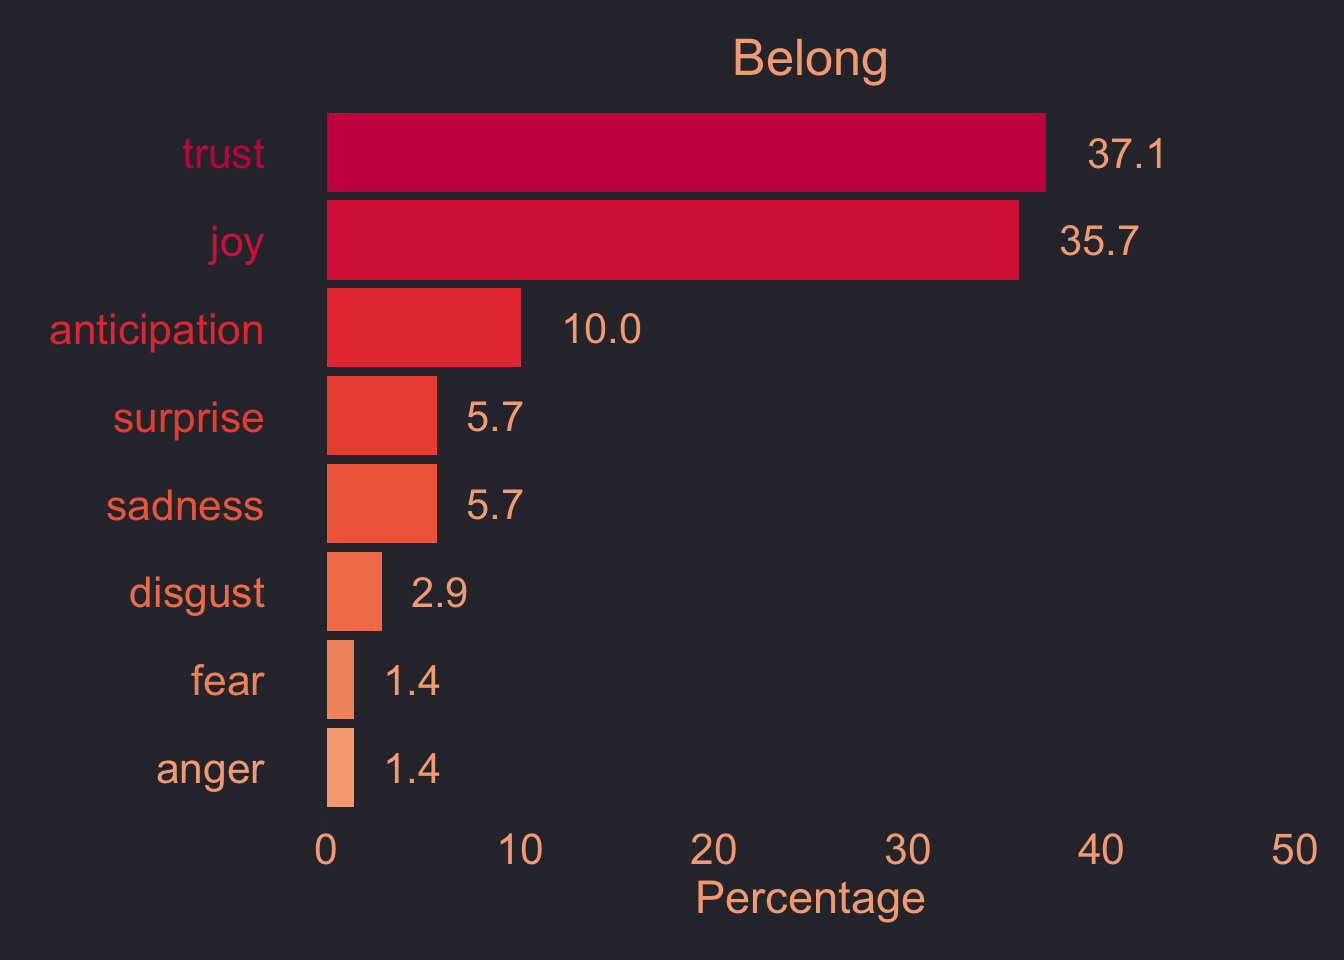 Belong
trust 37.1
joy 35.7
anticipation 10.0
surprise 5.7
sadness 5.7
disgust 2.9
fear 1.4
anger 1.4
0 10 20 30 40 50
Percentage